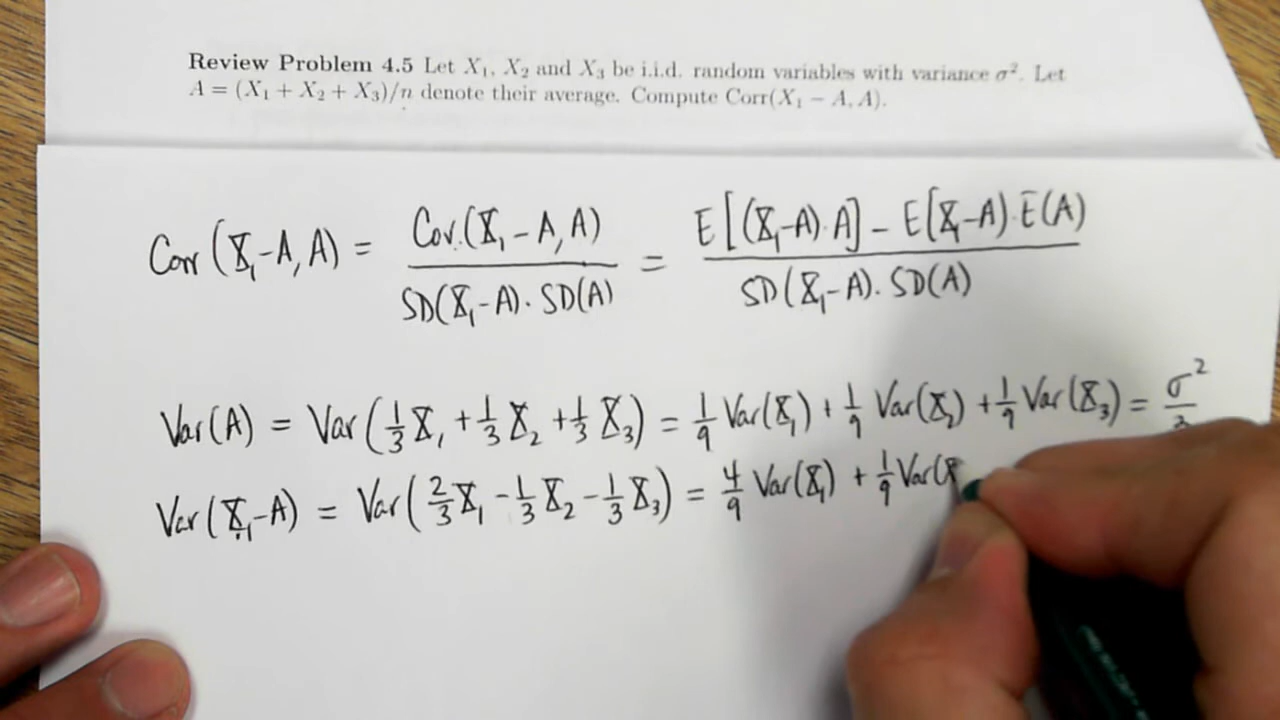 Review Problem 4.5 Let X₁, X₂ and X₃ be i.i.d. random variables with variance σ². Let
A = (X₁ + X₂ + X₃)/n denote their average. Compute Corr(X₁ − A, A).
Corr(X₁-A, A) = Cov.(X₁-A, A) / SD(X₁-A)·SD(A) = E[(X₁-A)·A] - E[X₁-A]·E(A) / SD(X₁-A)·SD(A)
Var(A) = Var(1/3 X₁ + 1/3 X₂ + 1/3 X₃) = 1/9 Var(X₁) + 1/9 Var(X₂) + 1/9 Var(X₃) = σ²/3
Var(X₁-A) = Var(2/3 X₁ - 1/3 X₂ - 1/3 X₃) = 4/9 Var(X₁) + 1/9 Var(X